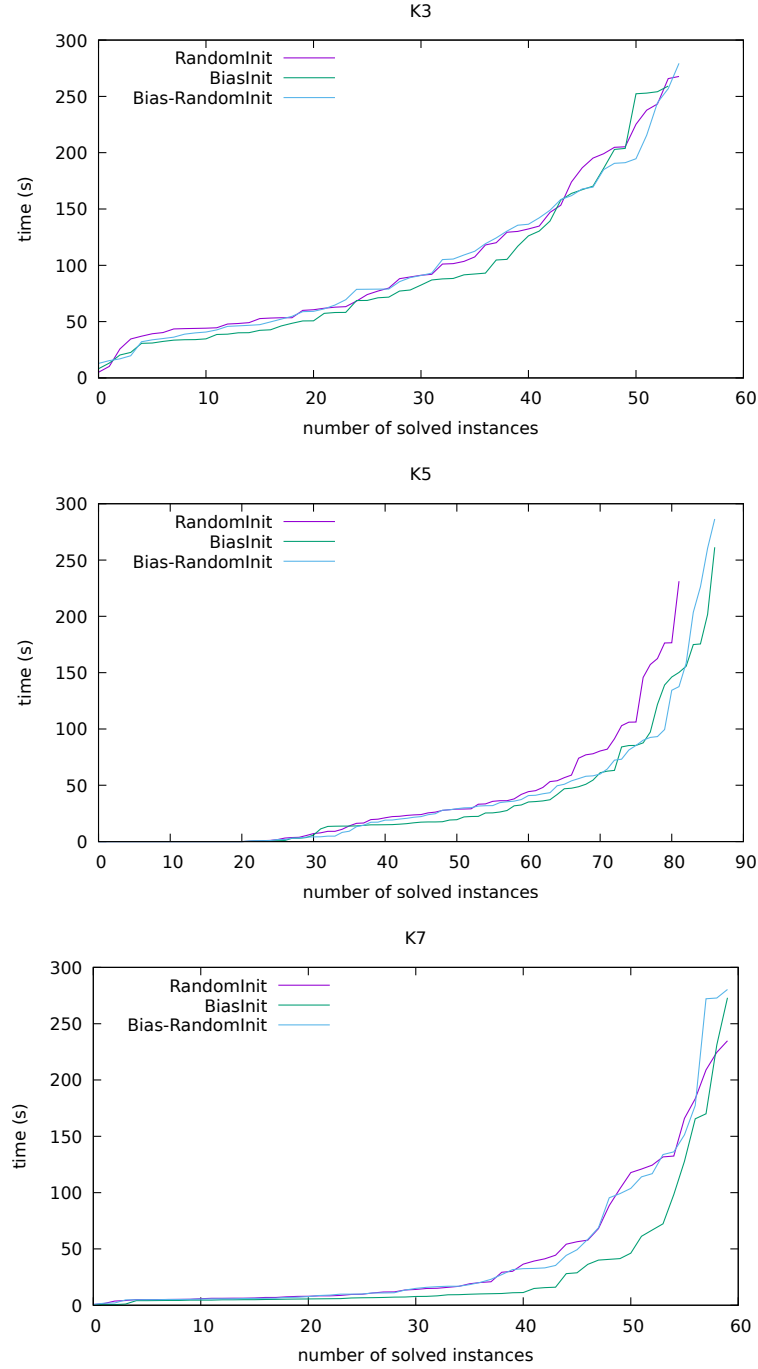 K3
300
250
200
150
100
50
0
time (s)
RandomInit
BiasInit
Bias-RandomInit
0 10 20 30 40 50 60
number of solved instances
K5
300
250
200
150
100
50
0
time (s)
RandomInit
BiasInit
Bias-RandomInit
0 10 20 30 40 50 60 70 80 90
number of solved instances
K7
300
250
200
150
100
50
0
time (s)
RandomInit
BiasInit
Bias-RandomInit
0 10 20 30 40 50 60
number of solved instances